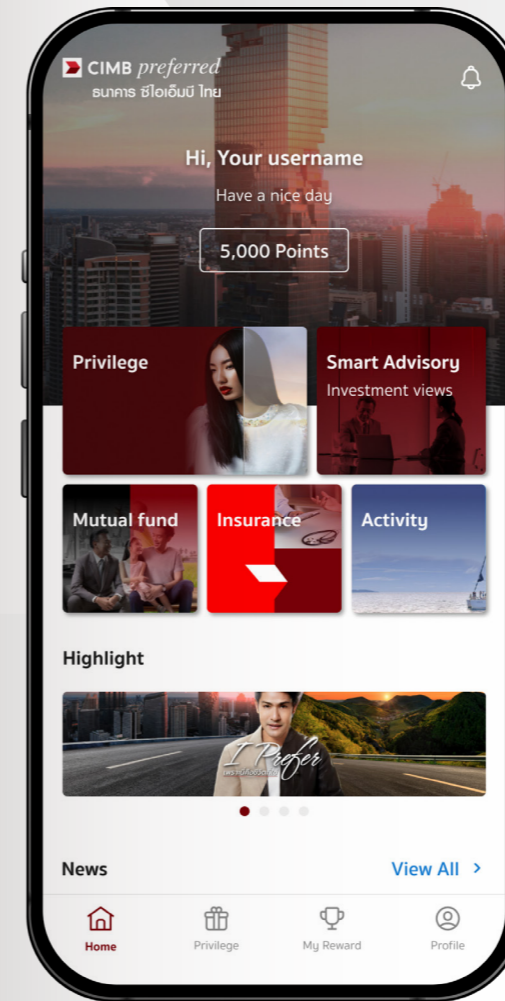 CIMB preferred
ธนาคาร ซีไอเอ็มบี ไทย
Hi, Your username
Have a nice day
5,000 Points
Privilege
Smart Advisory
Investment views
Mutual fund
Insurance
Activity
Highlight
I Prefer
News
View All
Home
Privilege
My Reward
Profile